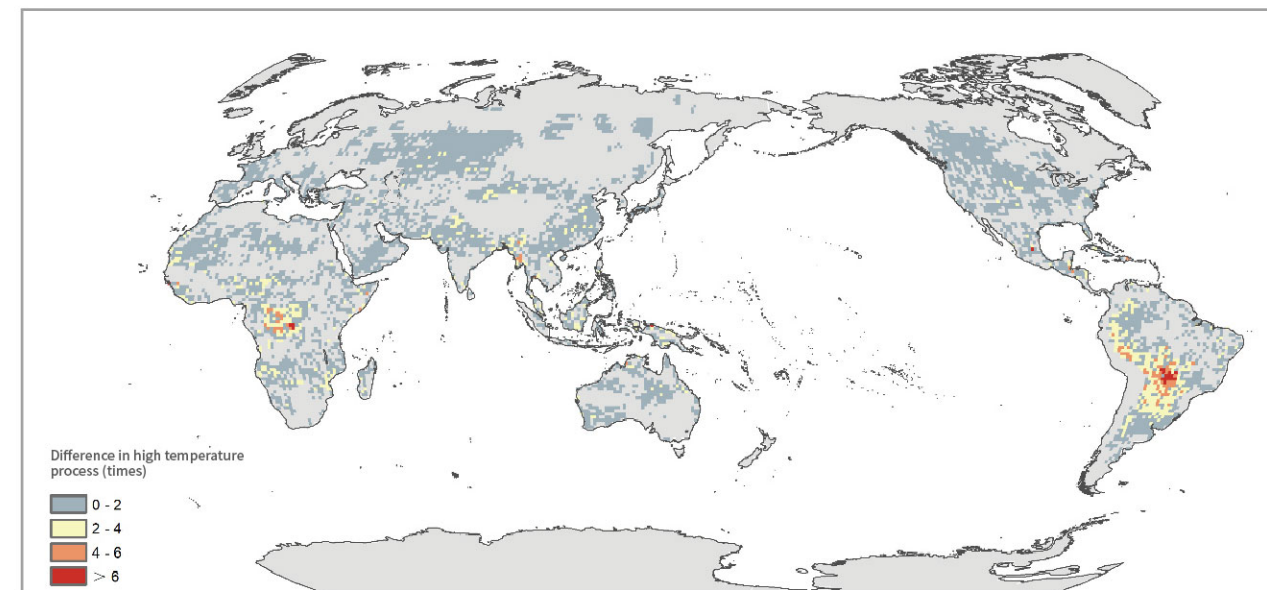 Difference in high temperature
process (times)
0 - 2
2 - 4
4 - 6
> 6